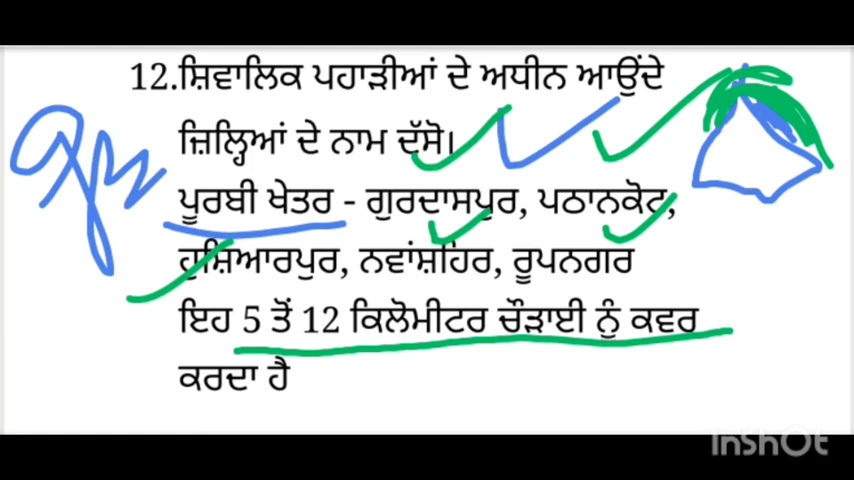 12.ਸ਼ਿਵਾਲਿਕ ਪਹਾੜੀਆਂ ਦੇ ਅਧੀਨ ਆਉਂਦੇ
ਜ਼ਿਲ੍ਹਿਆਂ ਦੇ ਨਾਮ ਦੱਸੋ।
ਪੂਰਬੀ ਖੇਤਰ - ਗੁਰਦਾਸਪੁਰ, ਪਠਾਨਕੋਟ,
ਹੁਸ਼ਿਆਰਪੁਰ, ਨਵਾਂਸ਼ਹਿਰ, ਰੂਪਨਗਰ
ਇਹ 5 ਤੋਂ 12 ਕਿਲੋਮੀਟਰ ਚੌੜਾਈ ਨੂੰ ਕਵਰ
ਕਰਦਾ ਹੈ
InShOt